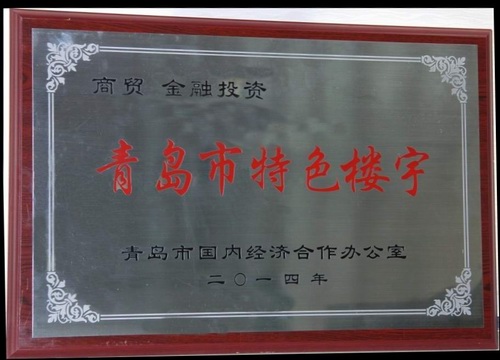 商贸 金融投资
青岛市特色楼宇
青岛市国内经济合作办公室
二〇一四年